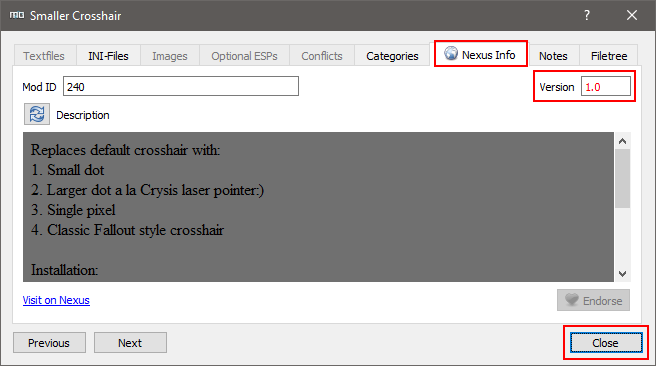 Smaller Crosshair
Textfiles INI-Files Images Optional ESPs Conflicts Categories Nexus Info Notes Filetree
Mod ID 240 Version 1.0
Description
Replaces default crosshair with:
1. Small dot
2. Larger dot a la Crysis laser pointer:)
3. Single pixel
4. Classic Fallout style crosshair
Installation:
Visit on Nexus Endorse
Previous Next Close